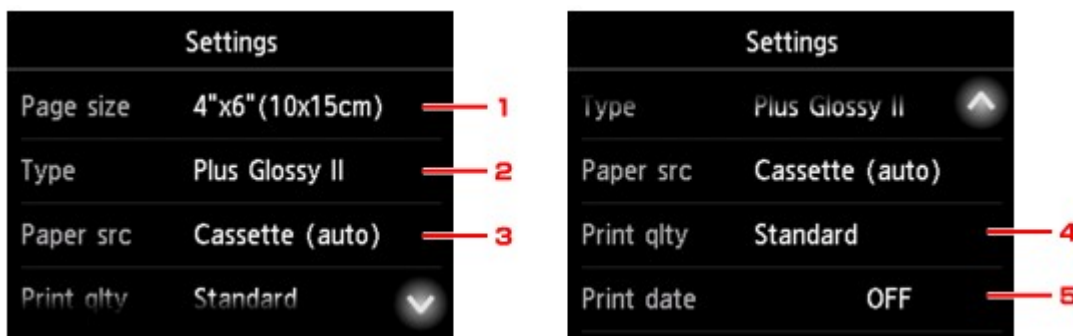 Settings
Page size 4"x6"(10x15cm) 1
Type Plus Glossy II 2
Paper src Cassette (auto) 3
Print qlty Standard
Settings
Type Plus Glossy II
Paper src Cassette (auto)
Print qlty Standard 4
Print date OFF 5